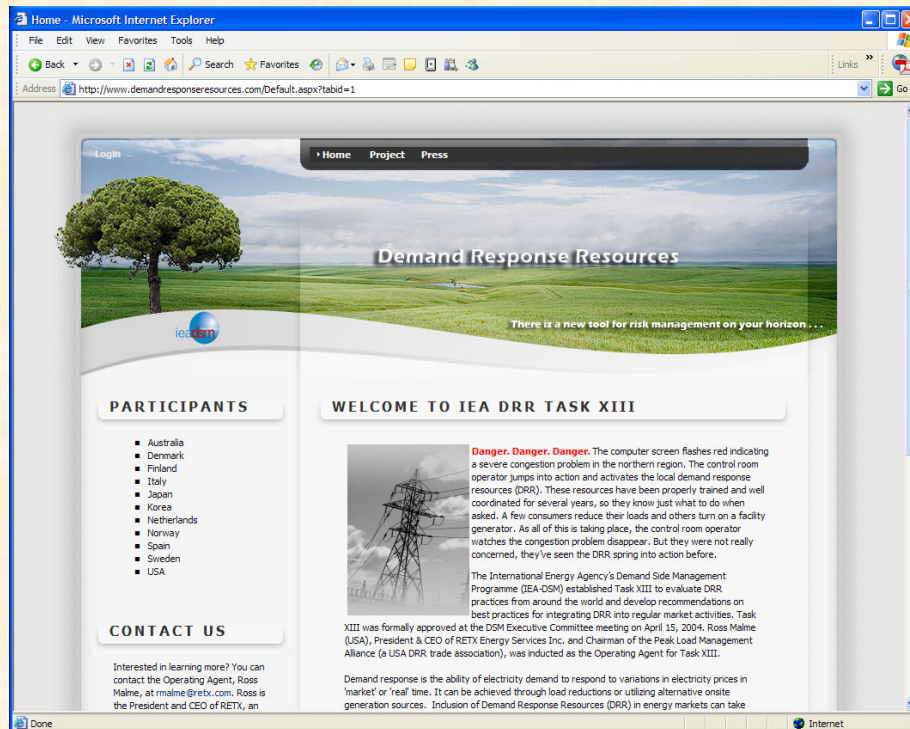 Home - Microsoft Internet Explorer
File Edit View Favorites Tools Help
Back Search Favorites Links »
Address http://www.demandresponseresources.com/Default.aspx?tabid=1 Go
Login
Home Project Press
Demand Response Resources
There is a new tool for risk management on your horizon . . .
ieadsm
PARTICIPANTS
Australia
Denmark
Finland
Italy
Japan
Korea
Netherlands
Norway
Spain
Sweden
USA
CONTACT US
Interested in learning more? You can
contact the Operating Agent, Ross
Malme, at rmalme@retx.com. Ross is
the President and CEO of RETX, an
WELCOME TO IEA DRR TASK XIII
Danger. Danger. Danger. The computer screen flashes red indicating
a severe congestion problem in the northern region. The control room
operator jumps into action and activates the local demand response
resources (DRR). These resources have been properly trained and well
coordinated for several years, so they know just what to do when
asked. A few consumers reduce their loads and others turn on a facility
generator. As all of this is taking place, the control room operator
watches the congestion problem disappear. But they were not really
concerned, they've seen the DRR spring into action before.
The International Energy Agency's Demand Side Management
Programme (IEA-DSM) established Task XIII to evaluate DRR
practices from around the world and develop recommendations on
best practices for integrating DRR into regular market activities. Task
XIII was formally approved at the DSM Executive Committee meeting on April 15, 2004. Ross Malme
(USA), President & CEO of RETX Energy Services Inc. and Chairman of the Peak Load Management
Alliance (a USA DRR trade association), was inducted as the Operating Agent for Task XIII.
Demand response is the ability of electricity demand to respond to variations in electricity prices in
'market' or 'real' time. It can be achieved through load reductions or utilizing alternative onsite
generation sources. Inclusion of Demand Response Resources (DRR) in energy markets can take
Done Internet